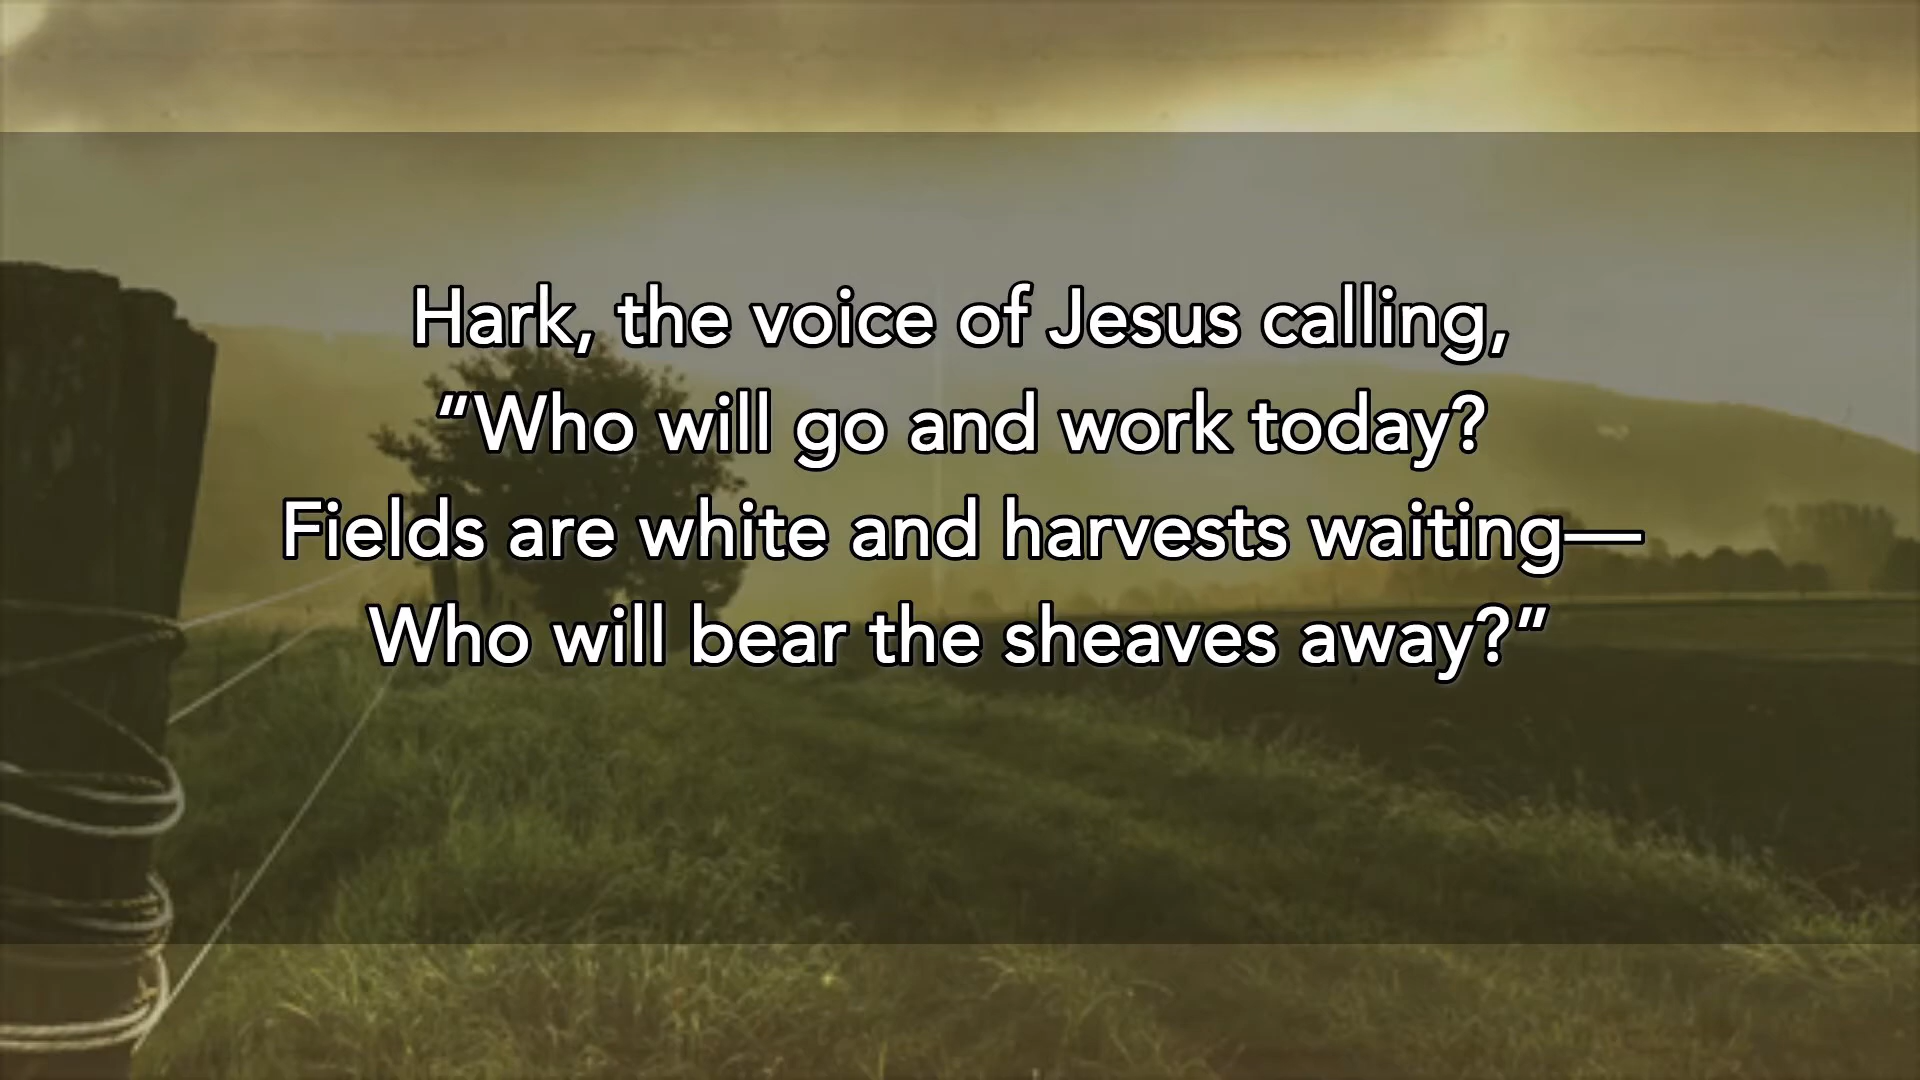 Hark, the voice of Jesus calling,
“Who will go and work today?
Fields are white and harvests waiting—
Who will bear the sheaves away?”